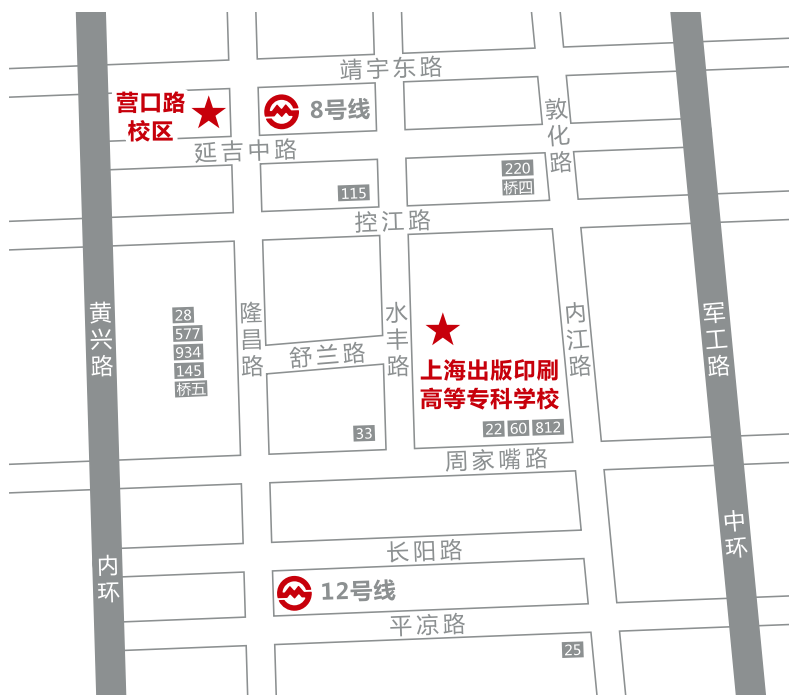 靖宇东路
营口路
校区
8号线
敦化路
延吉中路
115
220
桥四
控江路
黄兴路
28
577
934
145
桥五
隆昌路
水丰路
内江路
军工路
舒兰路
上海出版印刷
高等专科学校
33
22
60
812
周家嘴路
中环
长阳路
内环
12号线
平凉路
25